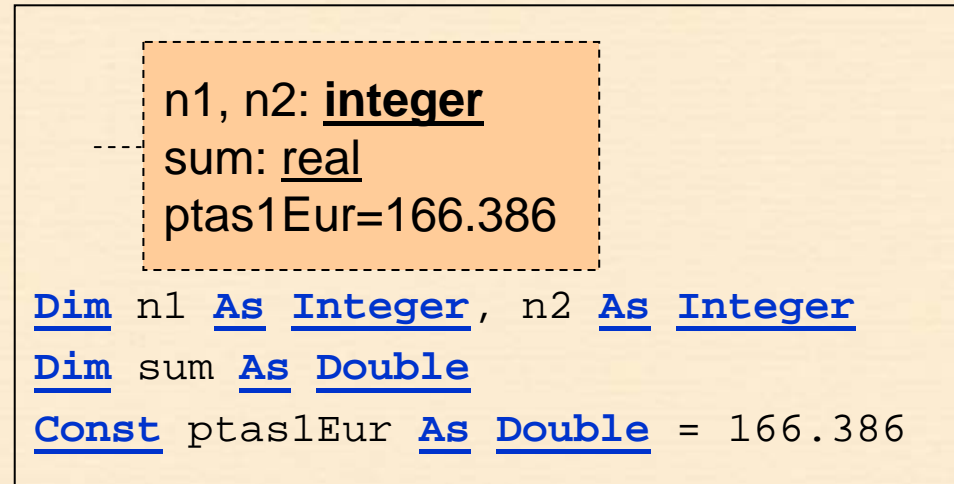 n1, n2: integer
sum: real
ptas1Eur=166.386
Dim n1 As Integer, n2 As Integer
Dim sum As Double
Const ptas1Eur As Double = 166.386